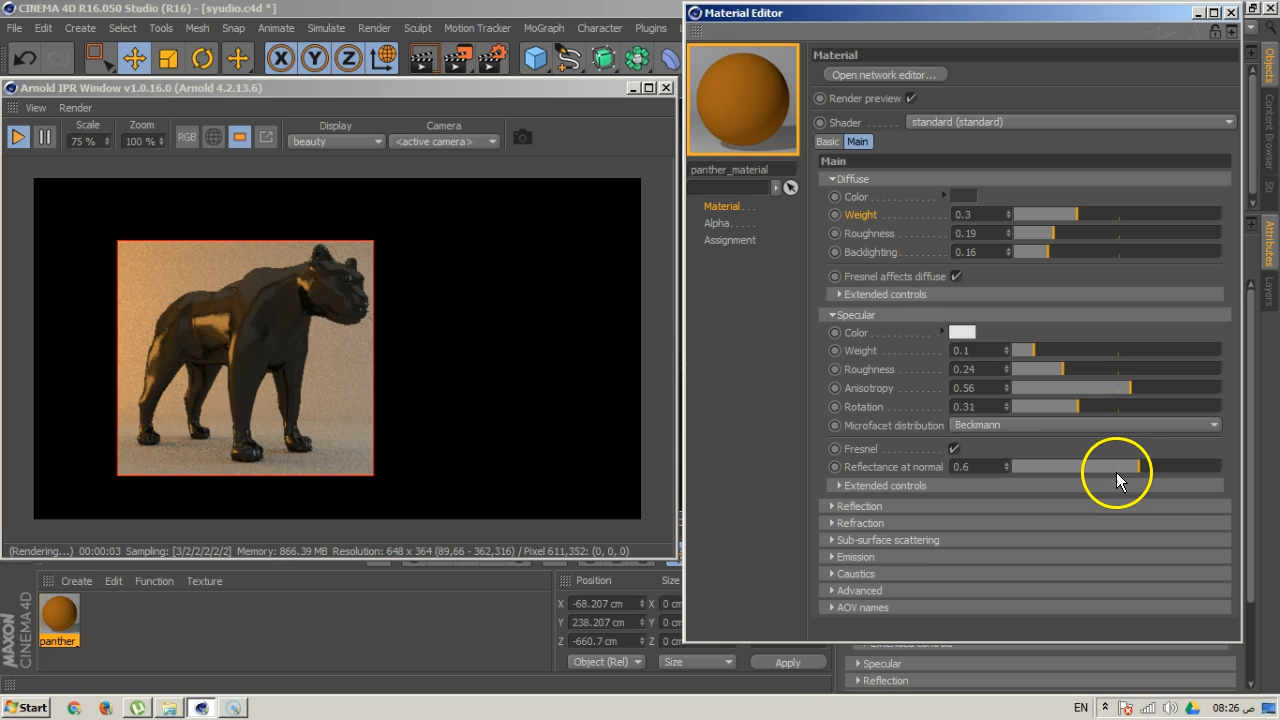 CINEMA 4D R16.050 Studio (R16) - [syudio.c4d *]
File Edit Create Select Tools Mesh Snap Animate Simulate Render Sculpt Motion Tracker MoGraph Character Plugins
X Y Z
Arnold IPR Window v1.0.16.0 (Arnold 4.2.13.6)
View Render
Scale Zoom Display Camera
75 % 100 % RGB beauty <active camera>
(Rendering...) 00:00:03 Sampling: [3/2/2/2/2] Memory: 866.39 MB Resolution: 648 x 364 (89,66 - 362,316) / Pixel 611,352: (0, 0, 0)
Create Edit Function Texture
panther_
MAXON
CINEMA 4D
Position Size
X -68.207 cm X 0 cm
Y 238.207 cm Y 0 cm
Z -660.7 cm Z 0 cm
Object (Rel) Size Apply
Material Editor
panther_material
Material . . .
Alpha . . . . .
Assignment
Material
Open network editor...
Render preview
Shader . . . . . . standard (standard)
Basic Main
Main
Diffuse
Color
Weight 0.3
Roughness 0.19
Backlighting 0.16
Fresnel affects diffuse
Extended controls
Specular
Color
Weight 0.1
Roughness 0.24
Anisotropy 0.56
Rotation 0.31
Microfacet distribution Beckmann
Fresnel
Reflectance at normal 0.6
Extended controls
Reflection
Refraction
Sub-surface scattering
Emission
Caustics
Advanced
AOV names
Specular
Reflection
Objects
Content Browser
Attributes
Layers
Start EN 08:26 ص